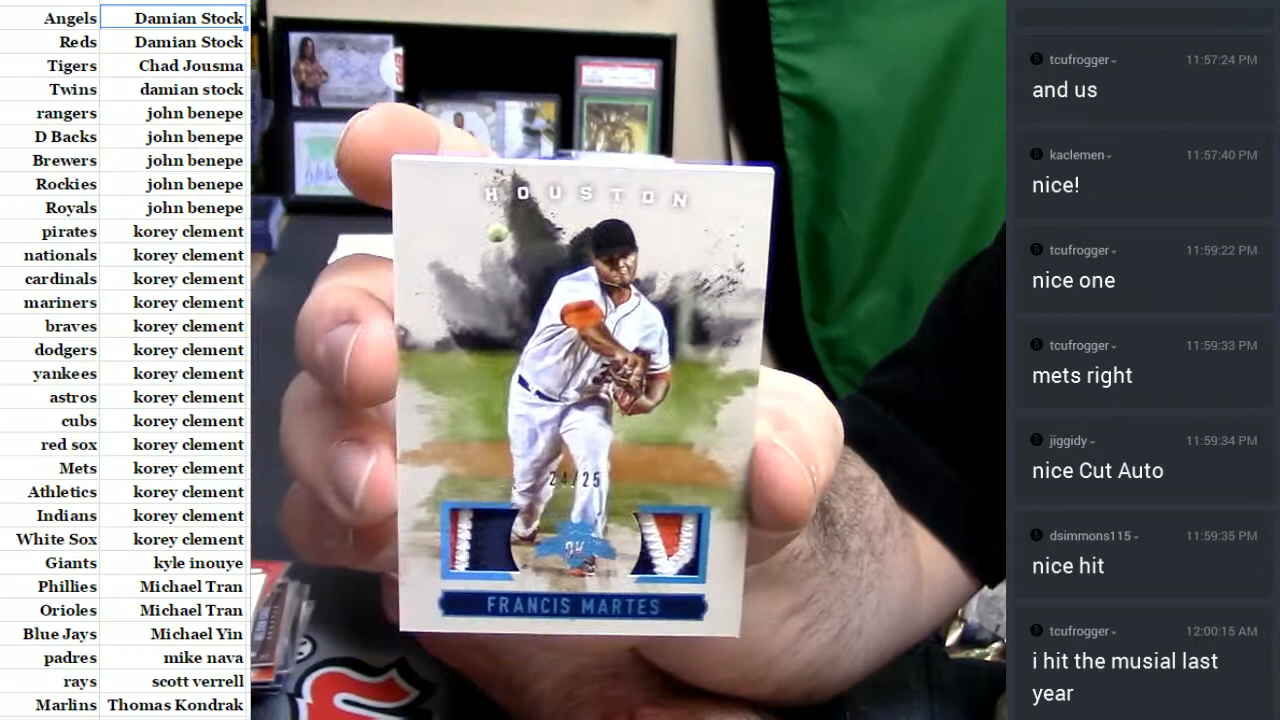 Angels Damian Stock
Reds Damian Stock
Tigers Chad Jousma
Twins damian stock
rangers john benepe
D Backs john benepe
Brewers john benepe
Rockies john benepe
Royals john benepe
pirates korey clement
nationals korey clement
cardinals korey clement
mariners korey clement
braves korey clement
dodgers korey clement
yankees korey clement
astros korey clement
cubs korey clement
red sox korey clement
Mets korey clement
Athletics korey clement
Indians korey clement
White Sox korey clement
Giants kyle inouye
Phillies Michael Tran
Orioles Michael Tran
Blue Jays Michael Yin
padres mike nava
rays scott verrell
Marlins Thomas Kondrak
HOUSTON
24/25
DK
FRANCIS MARTES
tcufrogger 11:57:24 PM
and us
kaclemen 11:57:40 PM
nice!
tcufrogger 11:59:22 PM
nice one
tcufrogger 11:59:33 PM
mets right
jiggidy 11:59:34 PM
nice Cut Auto
dsimmons115 11:59:35 PM
nice hit
tcufrogger 12:00:15 AM
i hit the musial last
year